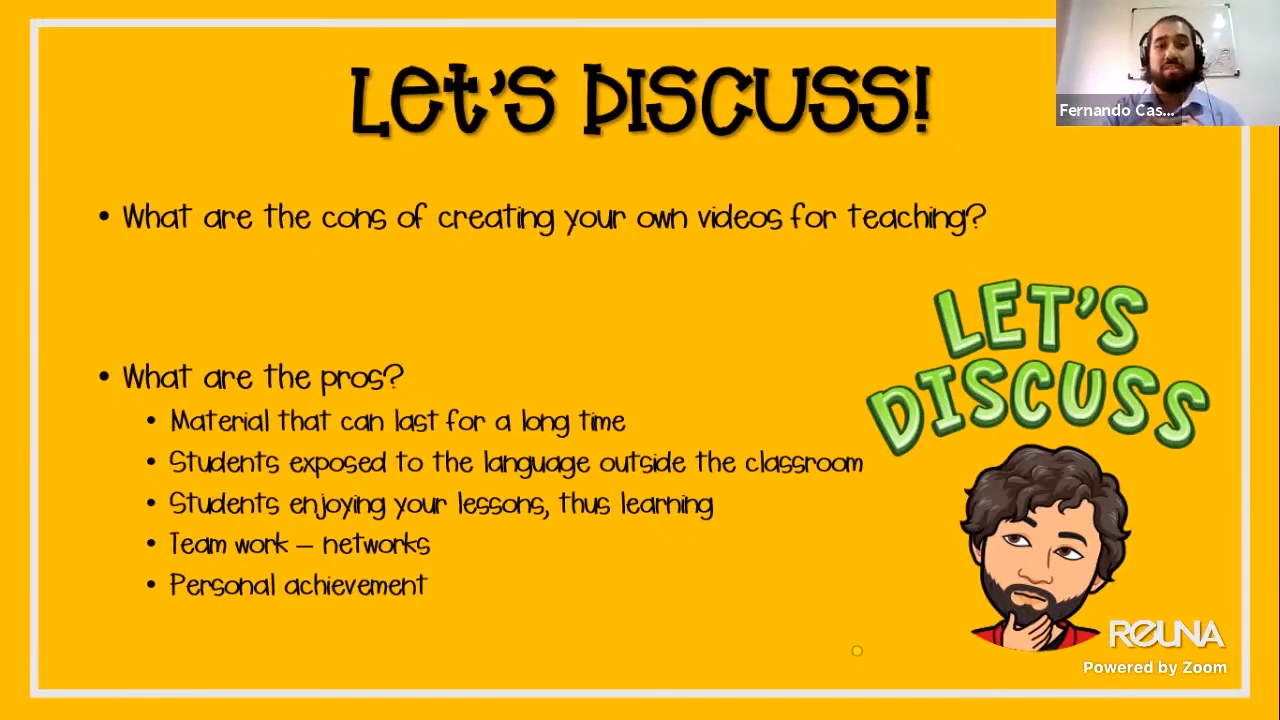 Let's Discuss!
Fernando Cas...
• What are the cons of creating your own videos for teaching?
LET'S
DISCUSS
• What are the pros?
• Material that can last for a long time
• Students exposed to the language outside the classroom
• Students enjoying your lessons, thus learning
• Team work – networks
• Personal achievement
REUNA
Powered by Zoom